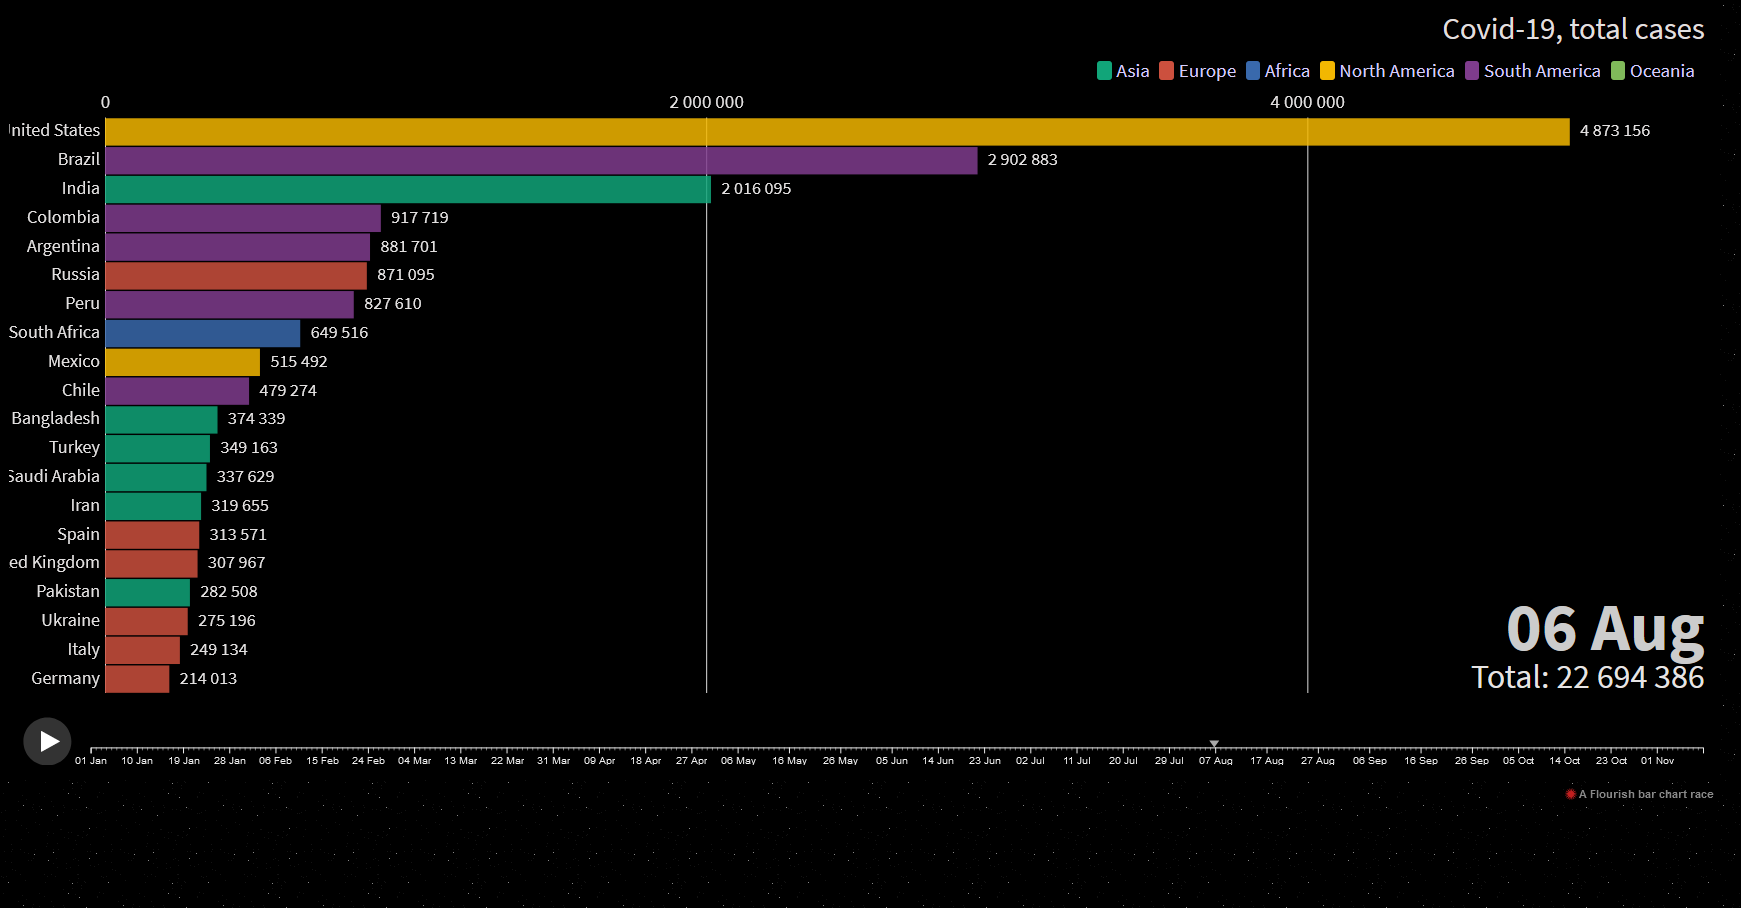 Covid-19, total cases
Asia Europe Africa North America South America Oceania
0 2 000 000 4 000 000
United States 4 873 156
Brazil 2 902 883
India 2 016 095
Colombia 917 719
Argentina 881 701
Russia 871 095
Peru 827 610
South Africa 649 516
Mexico 515 492
Chile 479 274
Bangladesh 374 339
Turkey 349 163
Saudi Arabia 337 629
Iran 319 655
Spain 313 571
ed Kingdom 307 967
Pakistan 282 508
Ukraine 275 196
Italy 249 134
Germany 214 013
06 Aug
Total: 22 694 386
01 Jan 10 Jan 19 Jan 28 Jan 06 Feb 15 Feb 24 Feb 04 Mar 13 Mar 22 Mar 31 Mar 09 Apr 18 Apr 27 Apr 06 May 16 May 26 May 05 Jun 14 Jun 23 Jun 02 Jul 11 Jul 20 Jul 29 Jul 07 Aug 17 Aug 27 Aug 06 Sep 16 Sep 26 Sep 05 Oct 14 Oct 23 Oct 01 Nov
A Flourish bar chart race